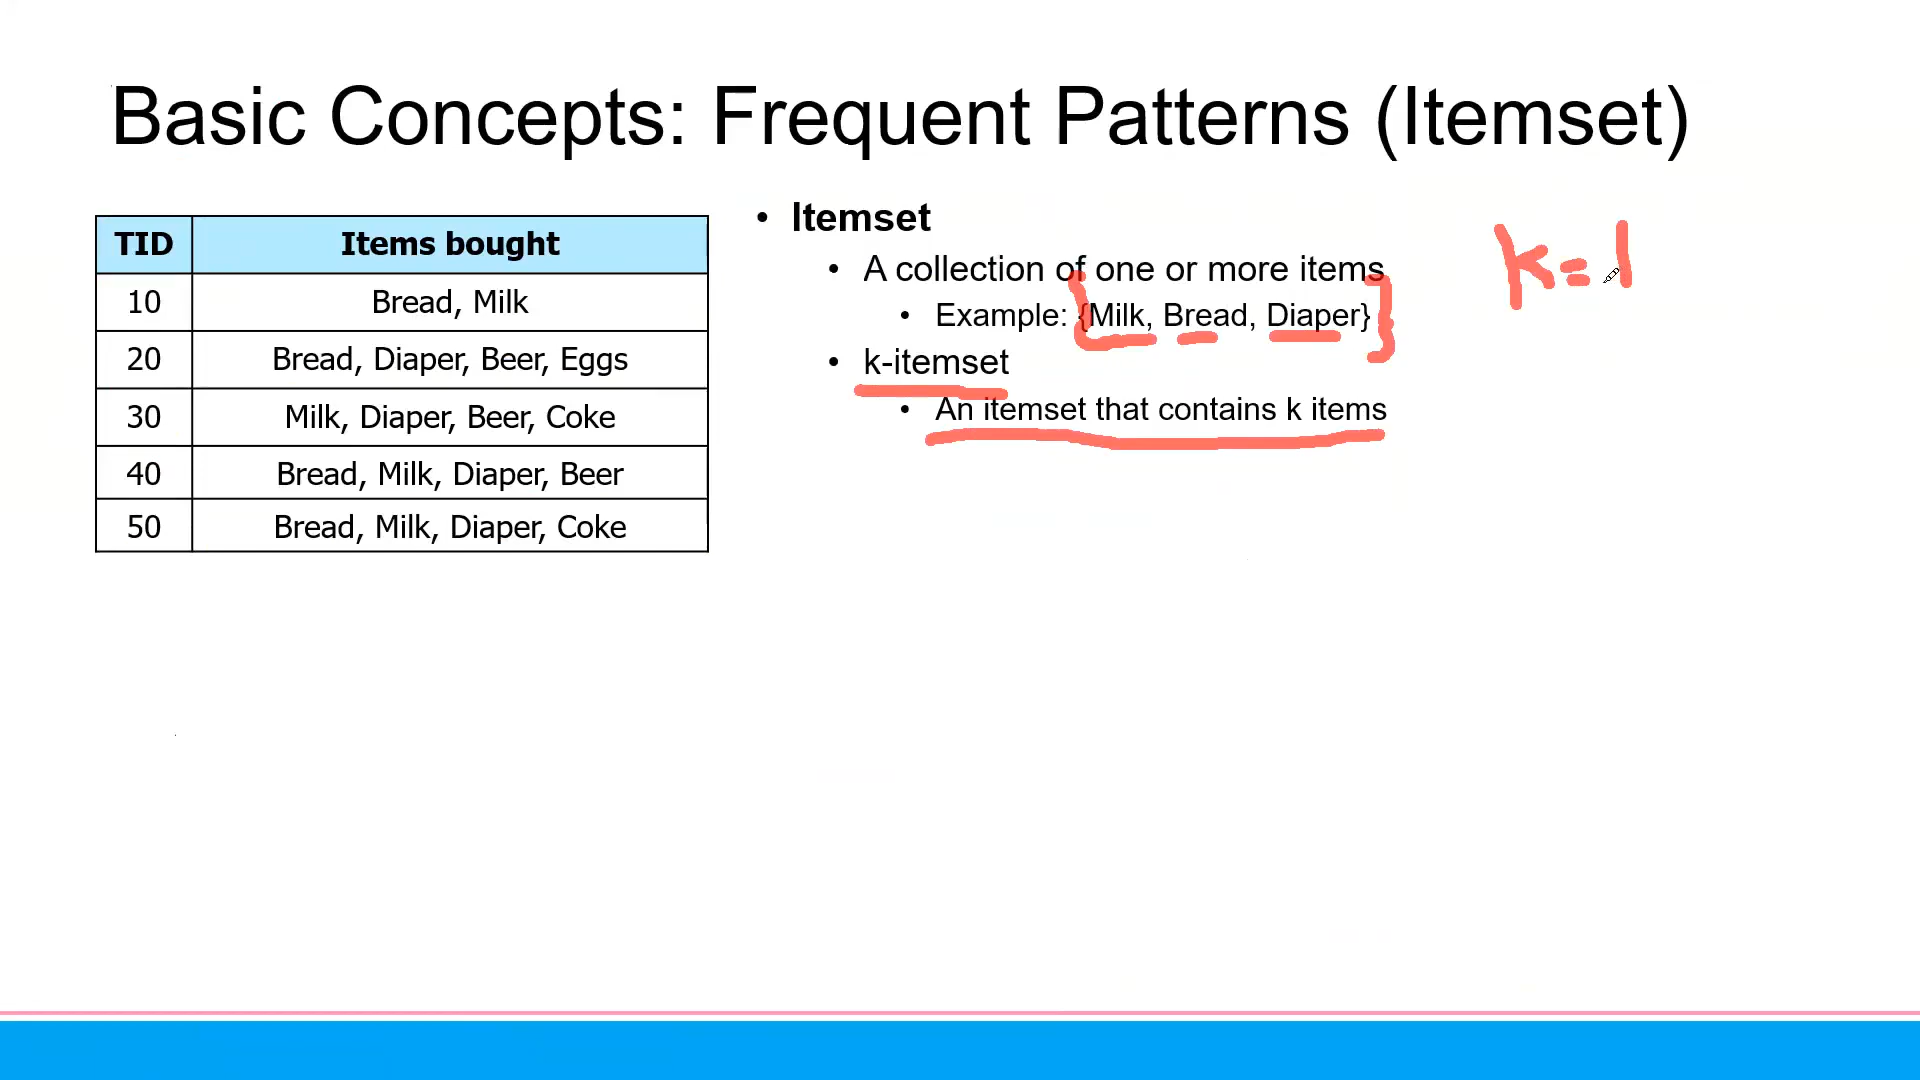 Basic Concepts: Frequent Patterns (Itemset)
TID Items bought
10 Bread, Milk
20 Bread, Diaper, Beer, Eggs
30 Milk, Diaper, Beer, Coke
40 Bread, Milk, Diaper, Beer
50 Bread, Milk, Diaper, Coke
• Itemset
• A collection of one or more items
• Example: {Milk, Bread, Diaper}
• k-itemset
• An itemset that contains k items
k=1